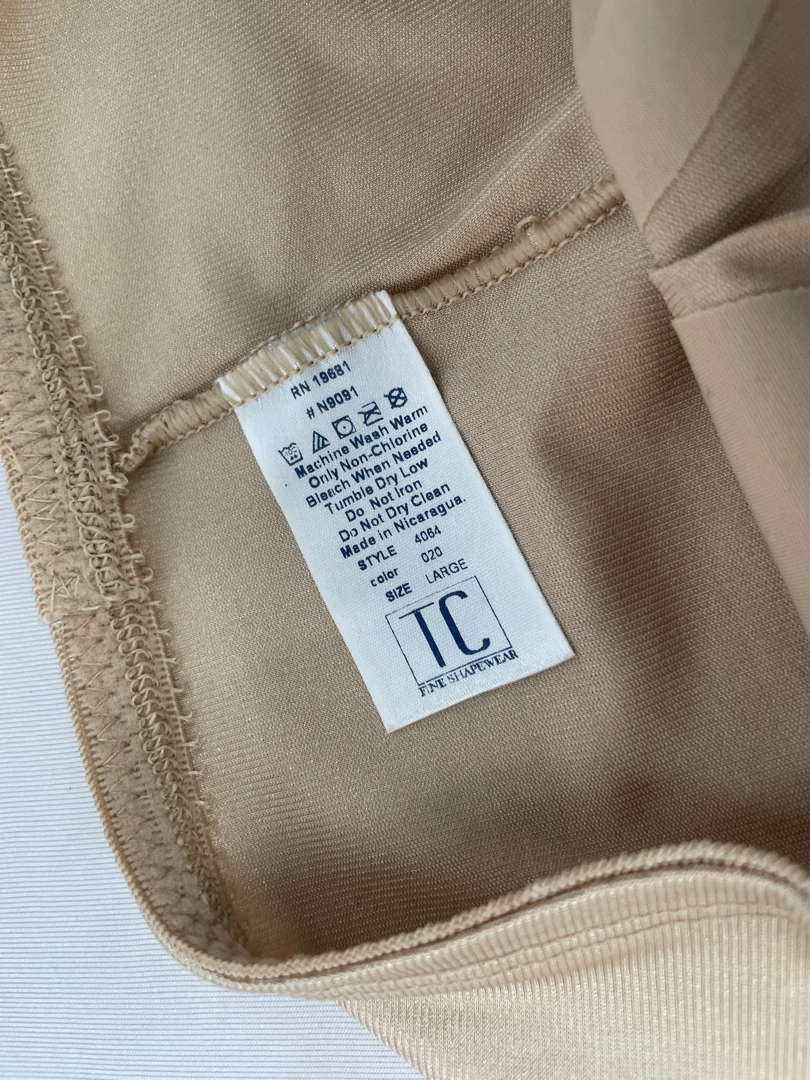 RN 19681
# N9091
Machine Wash Warm
Only Non-Chlorine
Bleach When Needed
Tumble Dry Low
Do Not Iron
Do Not Dry Clean
Made in Nicaragua.
STYLE 4064
color 020
SIZE LARGE
TC
FINE SHAPEWEAR